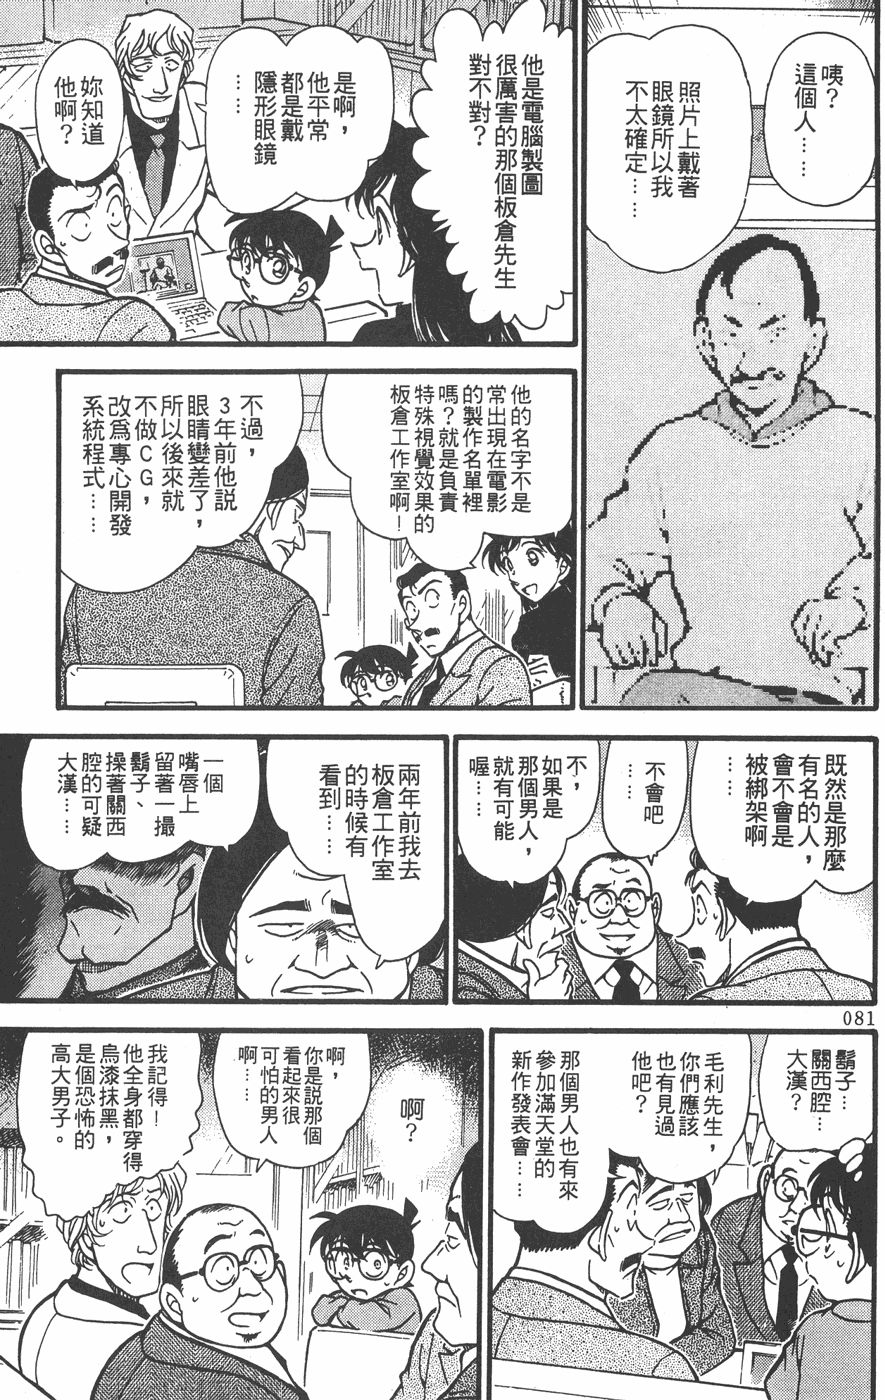 咦？
這個人……
照片上戴著
眼鏡所以我
不太確定……
他是電腦製圖
很厲害的那個板倉先生
對不對？
是啊，
他平常
都是戴
隱形眼鏡
……
妳知道
他啊？
他的名字不是
常出現在電影
的製作名單裡
嗎？就是負責
特殊視覺效果的
板倉工作室啊！
不過，
3年前他說
眼睛變差了，
所以後來就
不做CG，
改為專心開發
系統程式……
既然是那麼
有名的人，
會不會是
被綁架啊
……
不會吧
……
不，
如果是
那個男人，
就有可能
喔……
兩年前我去
板倉工作室
的時候有
看到……
一個
嘴唇上
留著一撮
鬍子、
操著關西
腔的可疑
大漢……
081
鬍子…
關西腔…
大漢？
毛利先生，
你們應該
也有見過
他吧？
那個男人也有來
參加滿天堂的
新作發表會……
啊？
啊，
你是說那個
看起來很
可怕的男人
啊……
我記得！
他全身都穿得
烏漆抹黑，
是個恐怖的
高大男子。